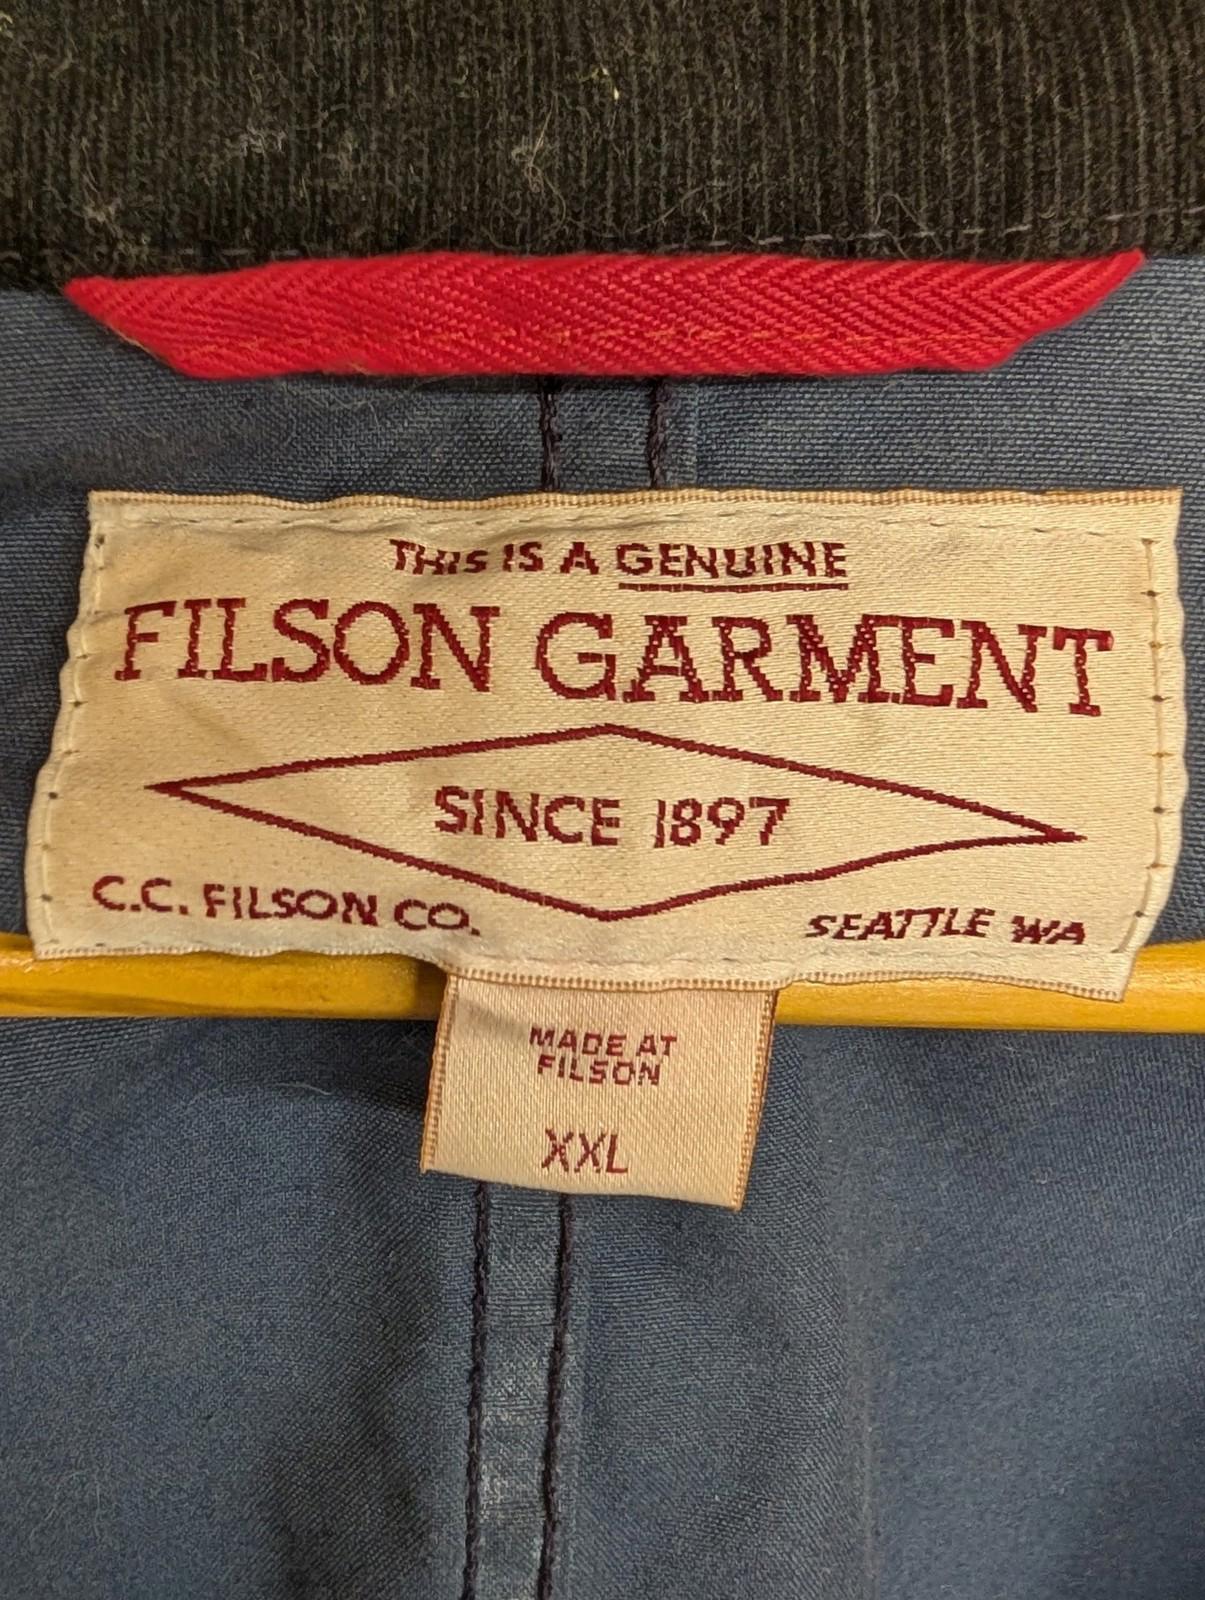 THIS IS A GENUINE
FILSON GARMENT
SINCE 1897
C.C. FILSON CO.
SEATTLE WA
MADE AT
FILSON
XXL